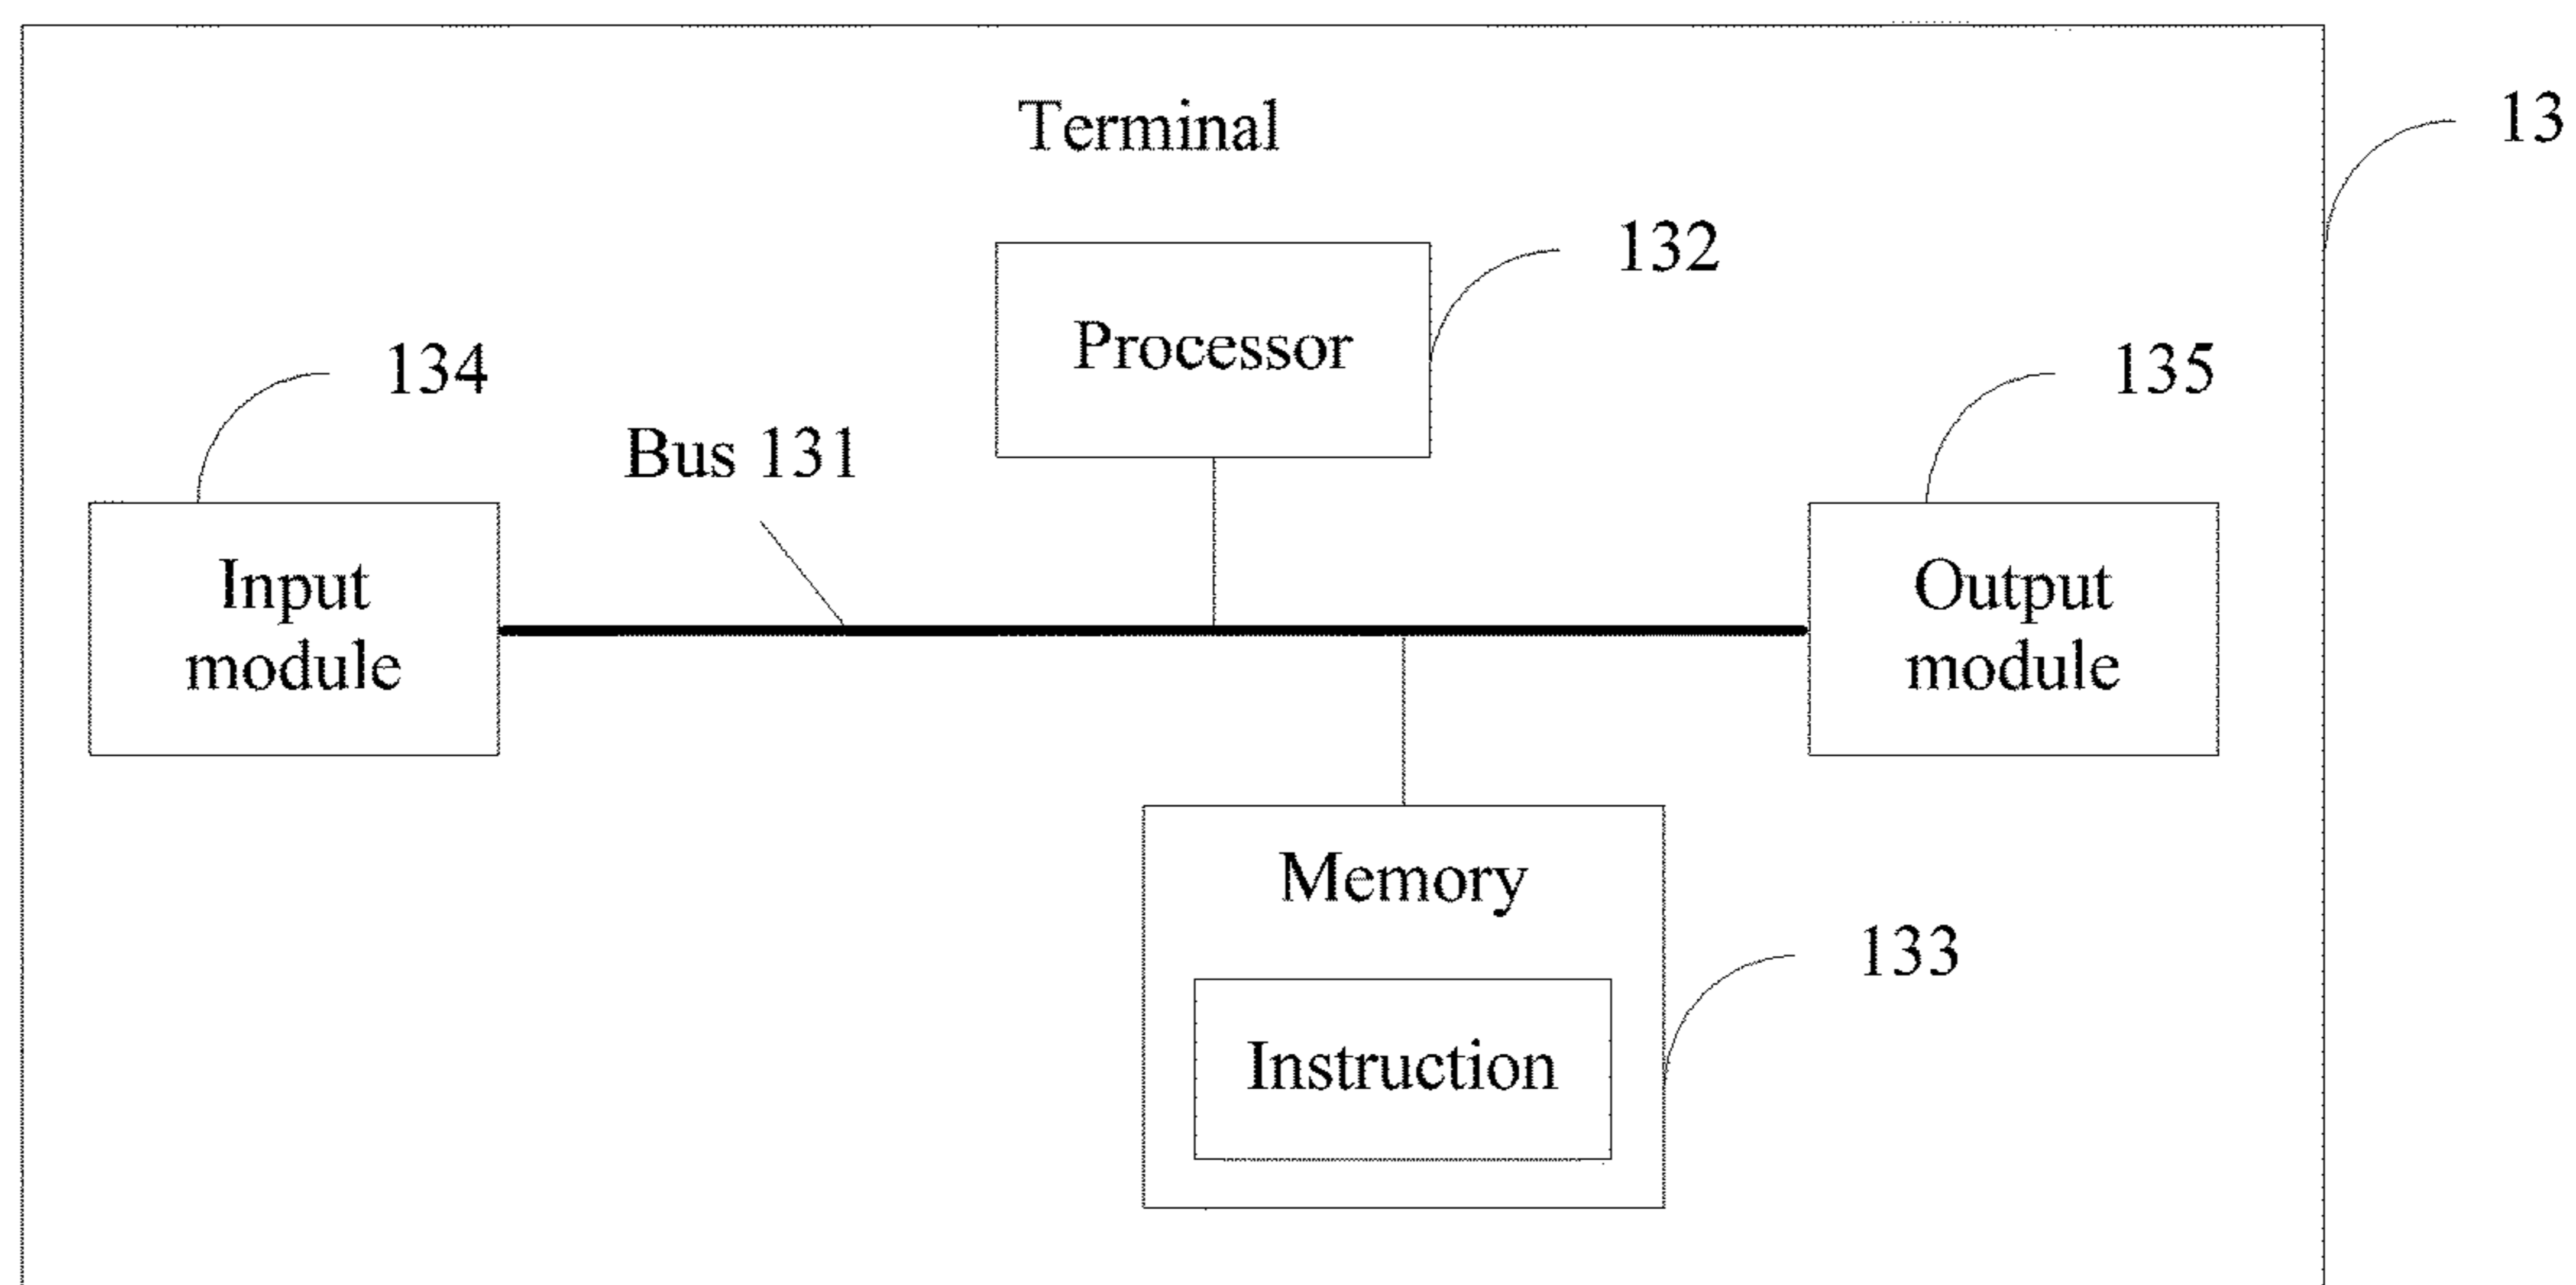 Terminal
13
132
Processor
134
135
Bus 131
Input
module
Output
module
Memory
133
Instruction